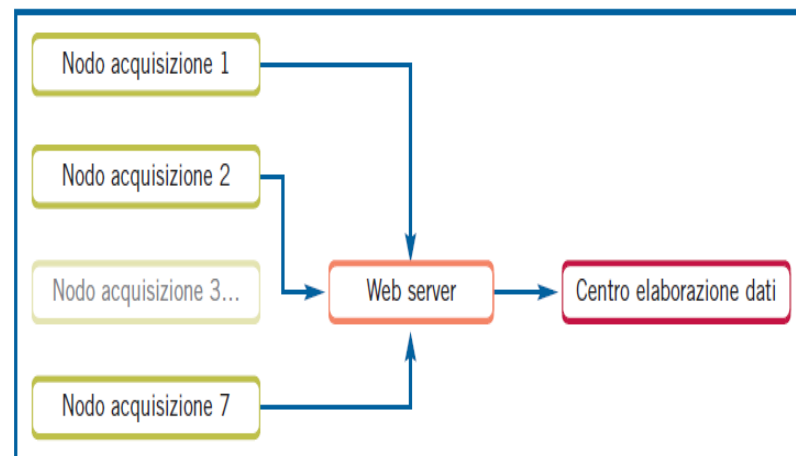 Nodo acquisizione 1
Nodo acquisizione 2
Nodo acquisizione 3...
Web server
Centro elaborazione dati
Nodo acquisizione 7